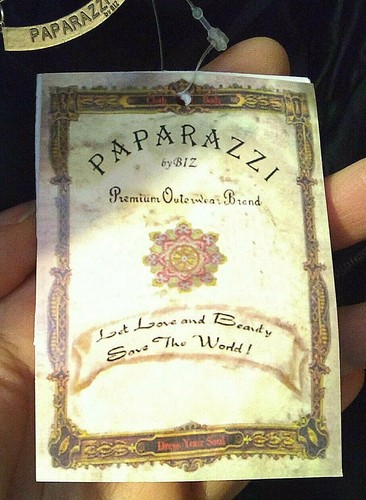 PAPARAZZI
by BIZ
PAPARAZZI
by BIZ
Premium Outerwear Brand
Let Love and Beauty
Save The World!
Dress Your Soul